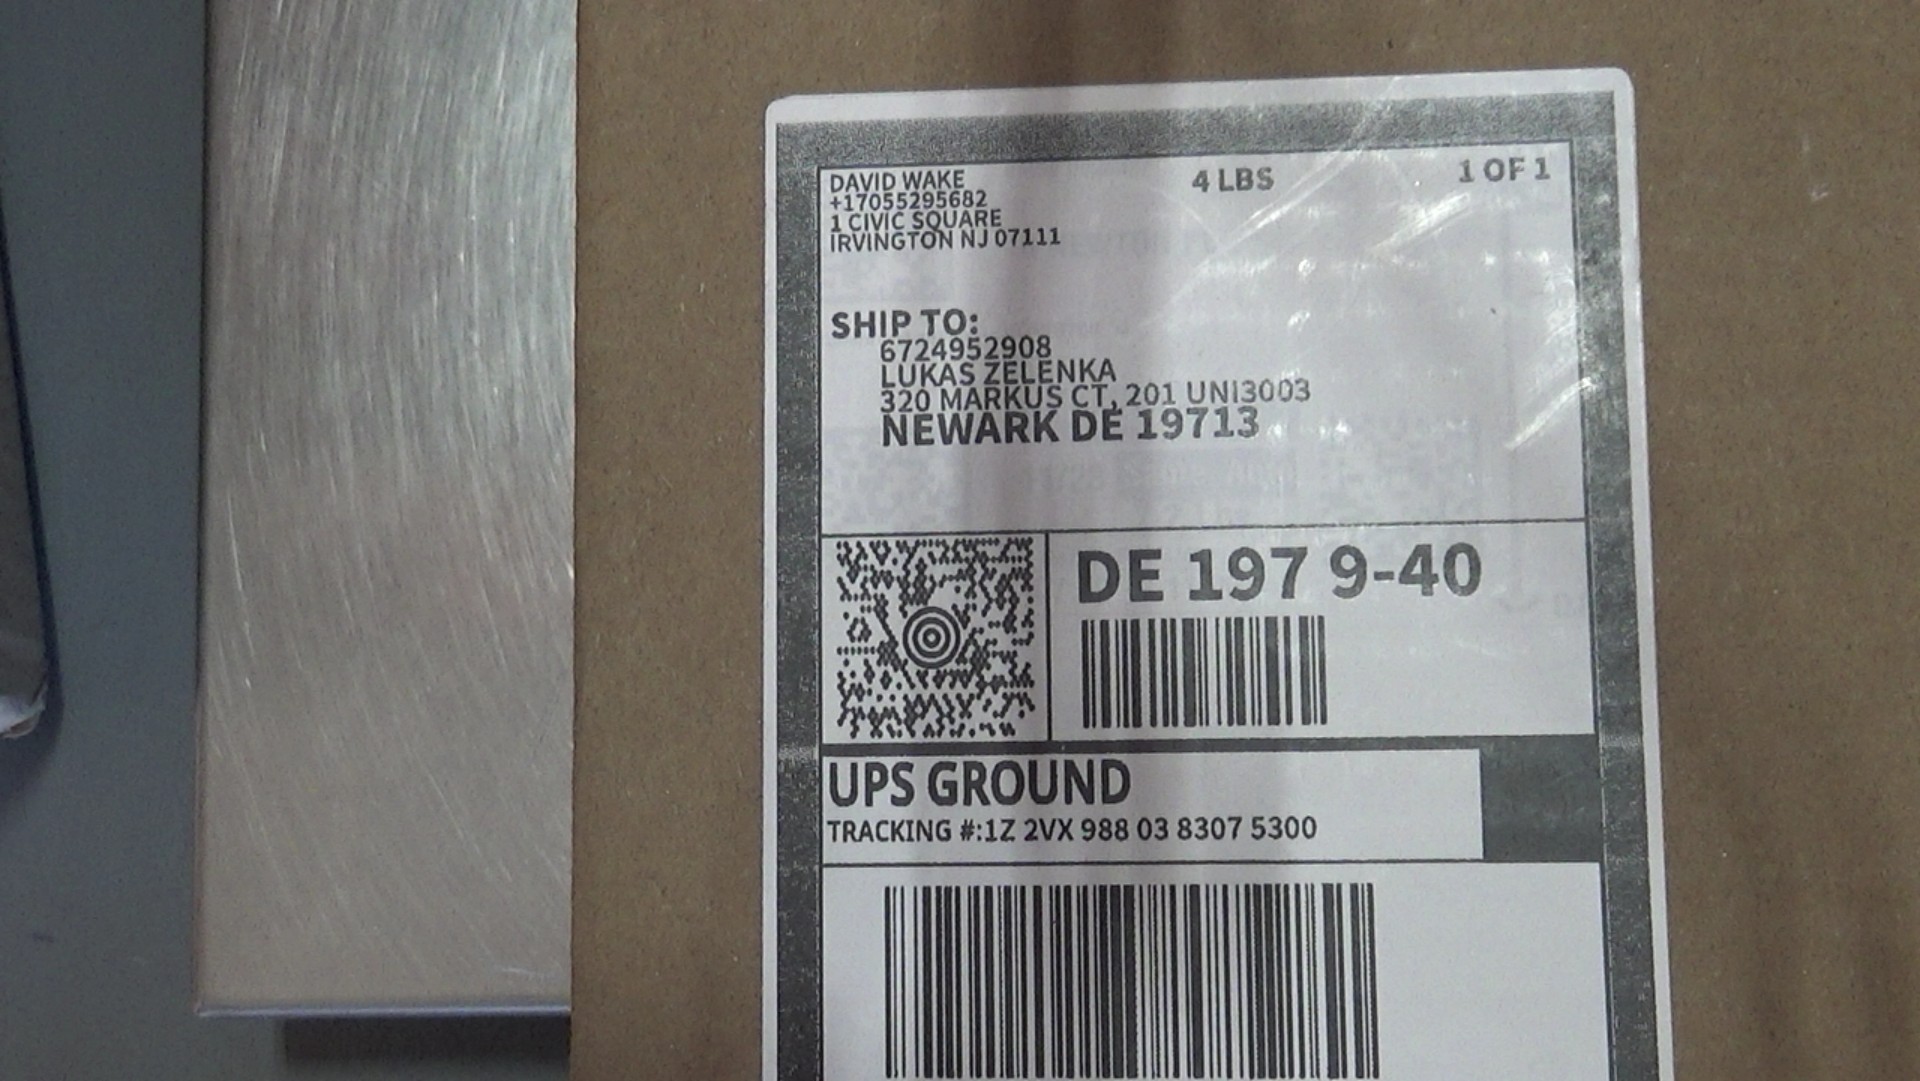 DAVID WAKE
+17055295682
1 CIVIC SQUARE
IRVINGTON NJ 07111
4 LBS
1 OF 1
SHIP TO:
6724952908
LUKAS ZELENKA
320 MARKUS CT, 201 UNI3003
NEWARK DE 19713
DE 197 9-40
UPS GROUND
TRACKING #:1Z 2VX 988 03 8307 5300